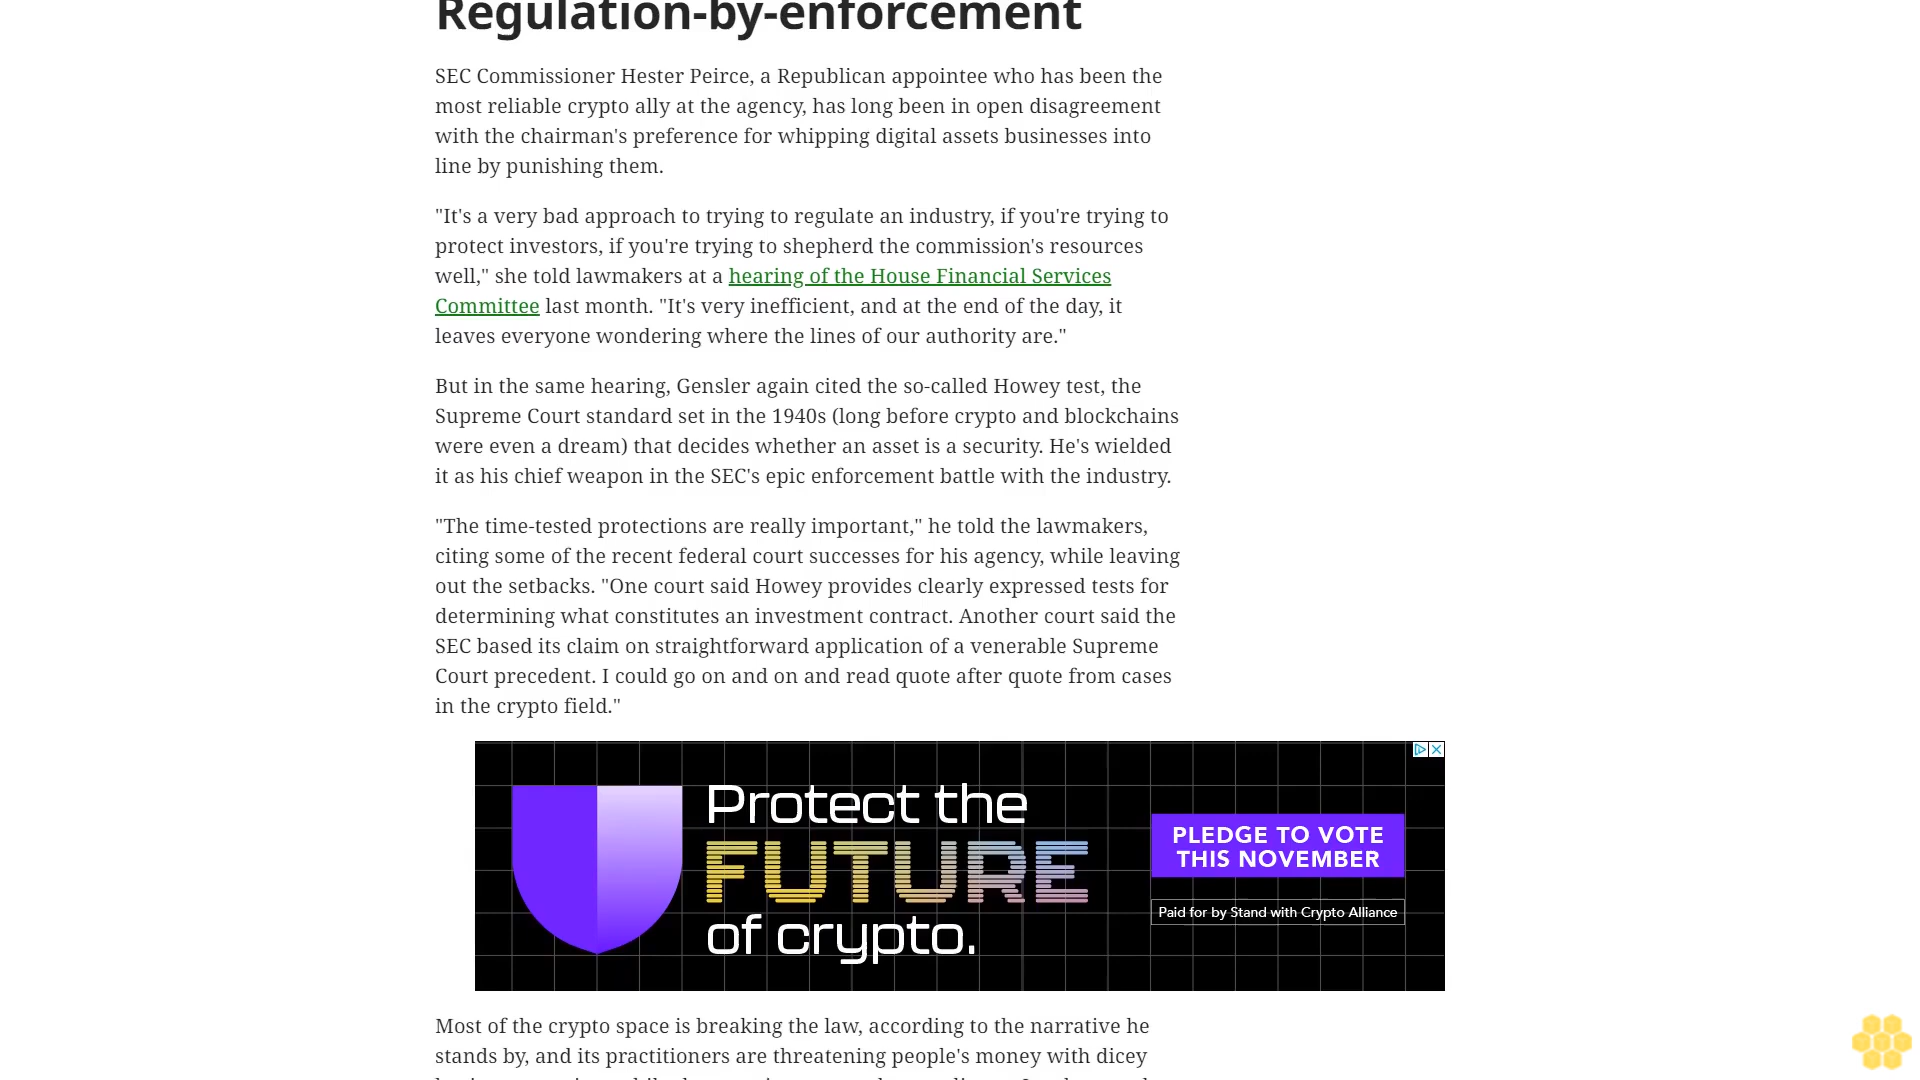 Regulation-by-enforcement
SEC Commissioner Hester Peirce, a Republican appointee who has been the
most reliable crypto ally at the agency, has long been in open disagreement
with the chairman's preference for whipping digital assets businesses into
line by punishing them.
"It's a very bad approach to trying to regulate an industry, if you're trying to
protect investors, if you're trying to shepherd the commission's resources
well," she told lawmakers at a hearing of the House Financial Services
Committee last month. "It's very inefficient, and at the end of the day, it
leaves everyone wondering where the lines of our authority are."
But in the same hearing, Gensler again cited the so-called Howey test, the
Supreme Court standard set in the 1940s (long before crypto and blockchains
were even a dream) that decides whether an asset is a security. He's wielded
it as his chief weapon in the SEC's epic enforcement battle with the industry.
"The time-tested protections are really important," he told the lawmakers,
citing some of the recent federal court successes for his agency, while leaving
out the setbacks. "One court said Howey provides clearly expressed tests for
determining what constitutes an investment contract. Another court said the
SEC based its claim on straightforward application of a venerable Supreme
Court precedent. I could go on and on and read quote after quote from cases
in the crypto field."
Protect the
FUTURE
of crypto.
PLEDGE TO VOTE
THIS NOVEMBER
Paid for by Stand with Crypto Alliance
Most of the crypto space is breaking the law, according to the narrative he
stands by, and its practitioners are threatening people's money with dicey